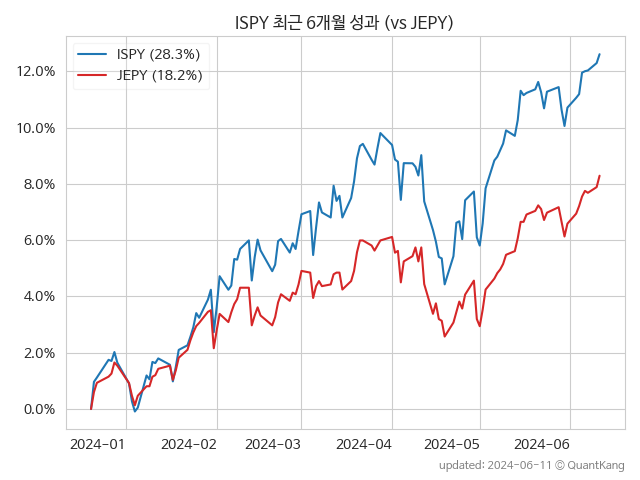 ISPY 최근 6개월 성과 (vs JEPY)
ISPY (28.3%)
JEPY (18.2%)
12.0%
10.0%
8.0%
6.0%
4.0%
2.0%
0.0%
2024-01 2024-02 2024-03 2024-04 2024-05 2024-06
updated: 2024-06-11 © QuantKang